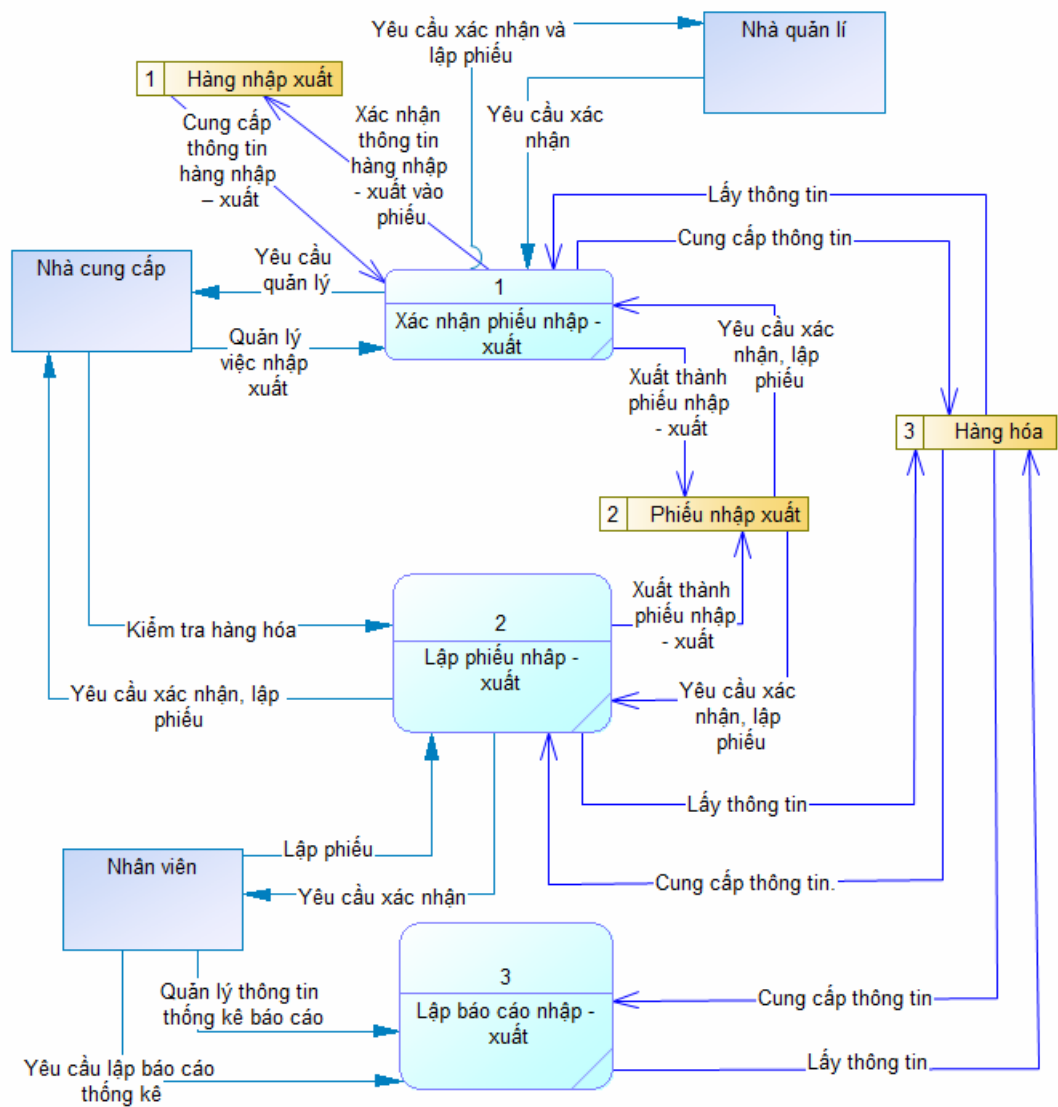 Yêu cầu xác nhận và
lập phiếu
Nhà quản lí
1 Hàng nhập xuất
Cung cấp
thông tin
hàng nhập
– xuất
Xác nhận
thông tin
hàng nhập
- xuất vào
phiếu
Yêu cầu xác
nhận
Lấy thông tin
Cung cấp thông tin
Nhà cung cấp
Yêu cầu
quản lý
1
Xác nhận phiếu nhập -
xuất
Quản lý
việc nhập
xuất
Yêu cầu xác
nhận, lập
phiếu
Xuất thành
phiếu nhập
- xuất
3 Hàng hóa
2 Phiếu nhập xuất
Kiểm tra hàng hóa
2
Lập phiếu nhâp -
xuất
Xuất thành
phiếu nhập
- xuất
Yêu cầu xác nhận, lập
phiếu
Yêu cầu xác
nhận, lập
phiếu
Lấy thông tin
Nhân viên
Lập phiếu
Yêu cầu xác nhận
Cung cấp thông tin.
Quản lý thông tin
thống kê báo cáo
3
Lập báo cáo nhập -
xuất
Cung cấp thông tin
Yêu cầu lập báo cáo
thống kê
Lấy thông tin